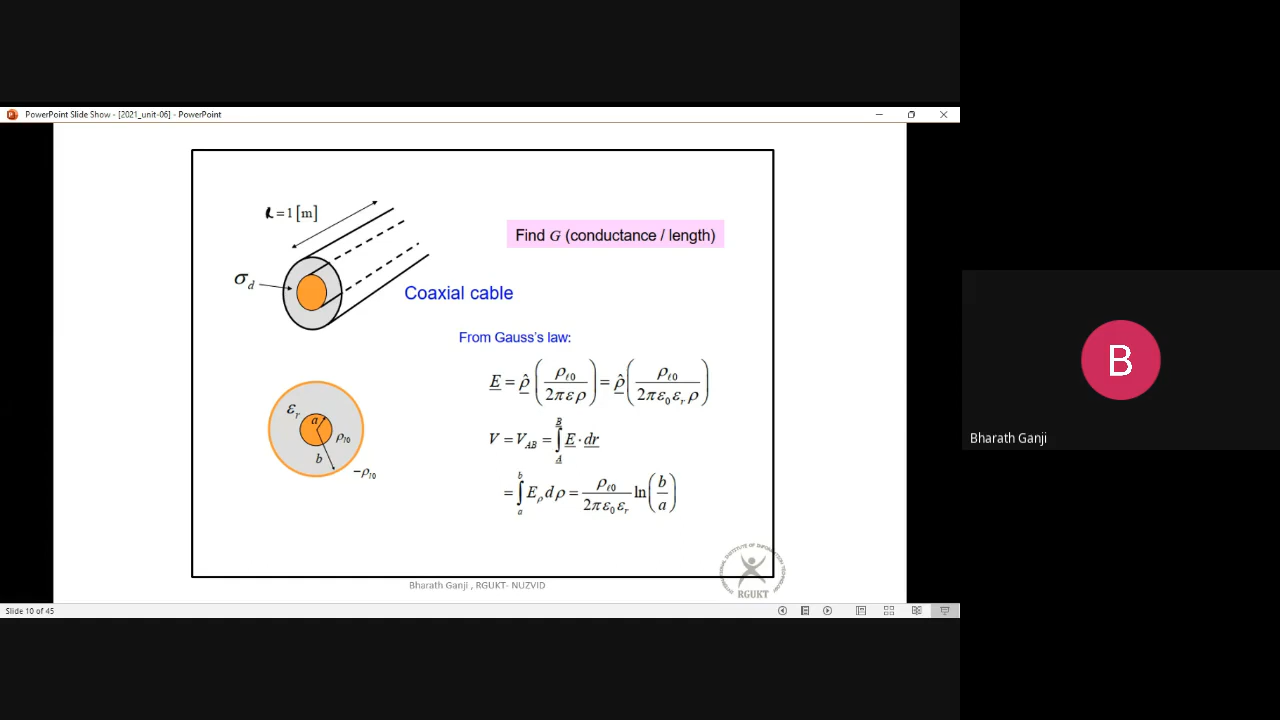 PowerPoint Slide Show - [2021_unit-06] - PowerPoint
ℓ = 1 [m]
Find G (conductance / length)
σ_d
Coaxial cable
From Gauss's law:
E = ρ̂ (ρ_ℓ0 / 2περ) = ρ̂ (ρ_ℓ0 / 2πε₀ε_rρ)
ε_r
a
ρ_ℓ0
b
-ρ_ℓ0
V = V_AB = ∫_A^B E · dr
= ∫_a^b E_ρ dρ = ρ_ℓ0 / 2πε₀ε_r ln(b/a)
Bharath Ganji , RGUKT- NUZVID
RGUKT
Slide 10 of 45
B
Bharath Ganji